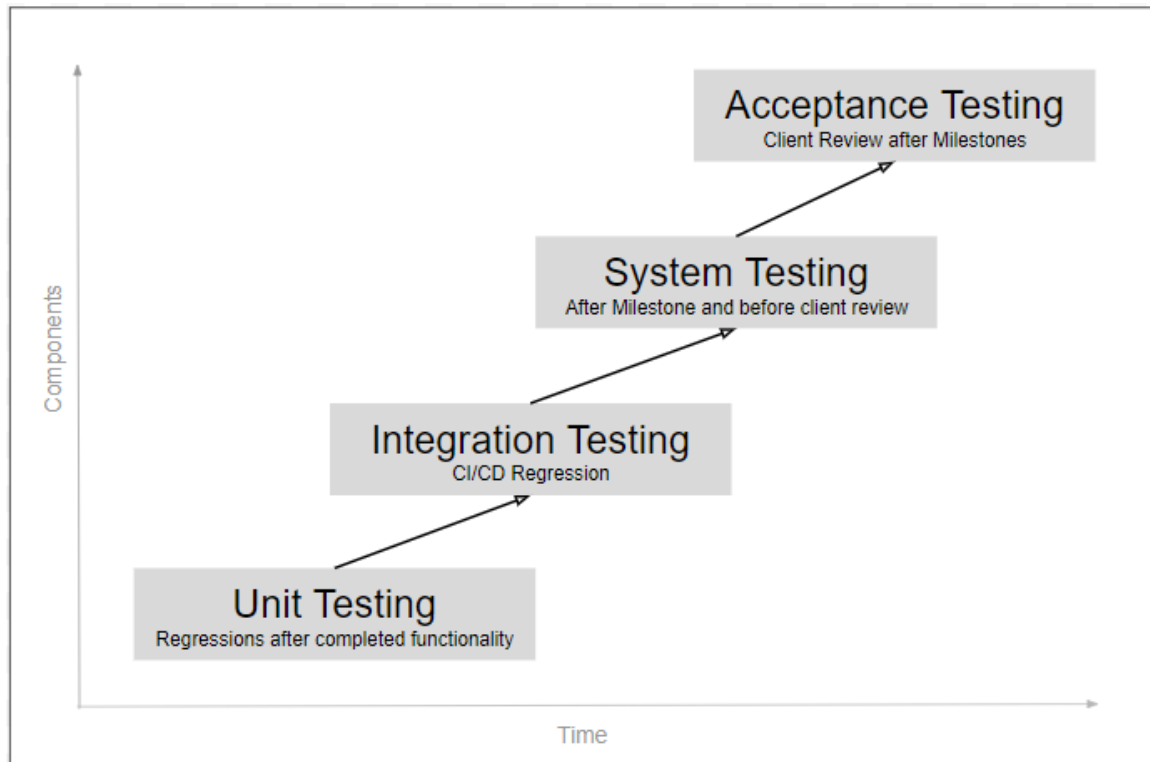 Acceptance Testing
Client Review after Milestones
System Testing
After Milestone and before client review
Components
Integration Testing
CI/CD Regression
Unit Testing
Regressions after completed functionality
Time